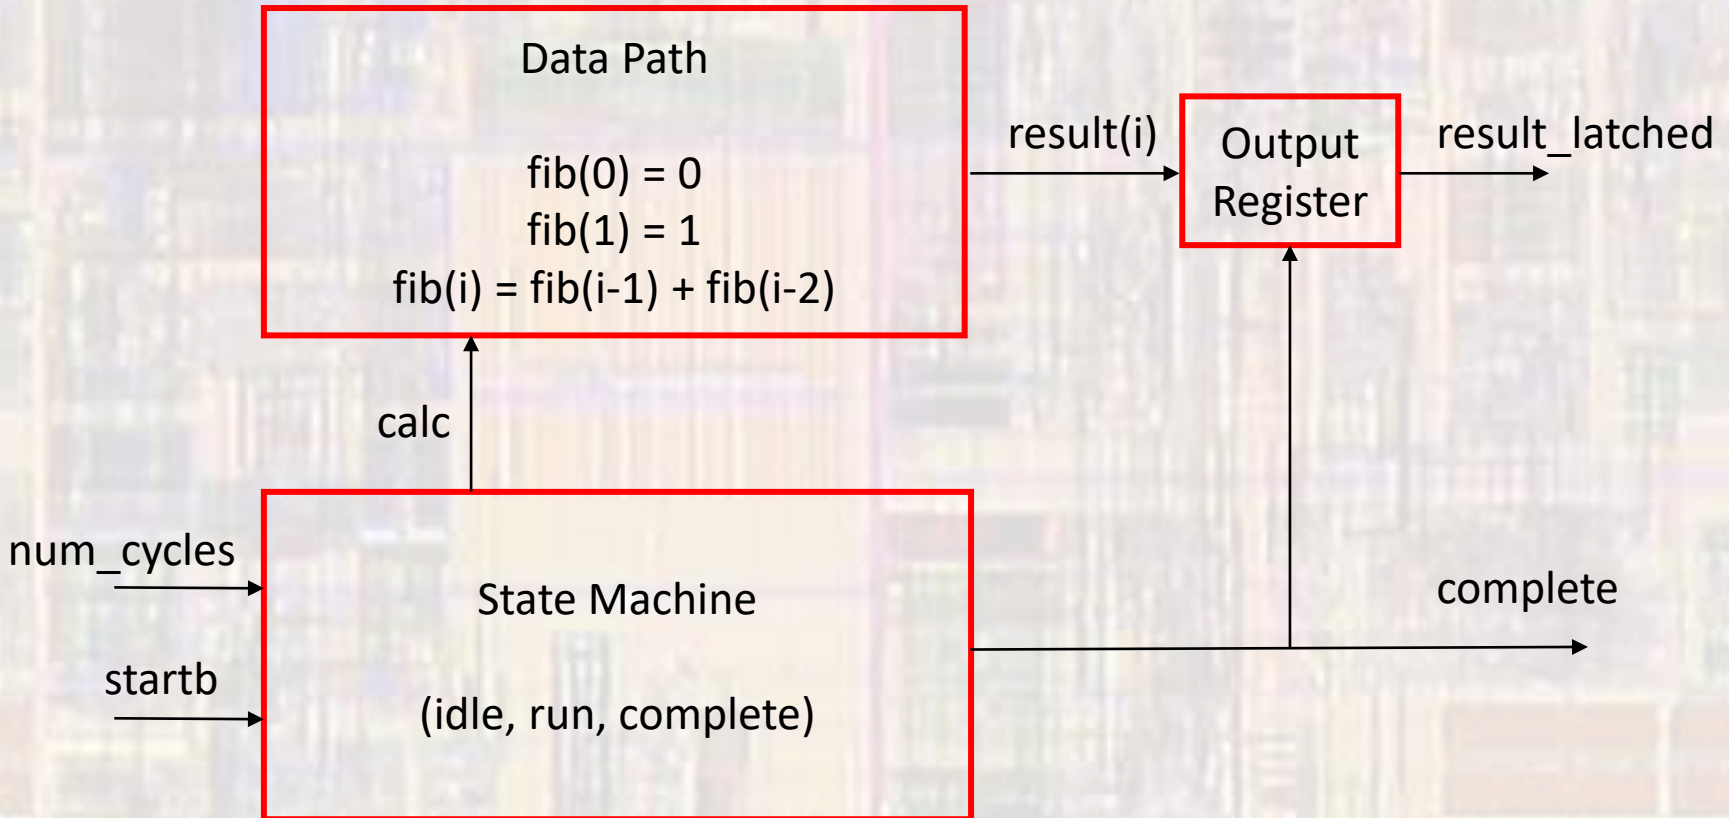 Data Path
fib(0) = 0
fib(1) = 1
fib(i) = fib(i-1) + fib(i-2)
result(i)
Output
Register
result_latched
calc
num_cycles
startb
State Machine
(idle, run, complete)
complete